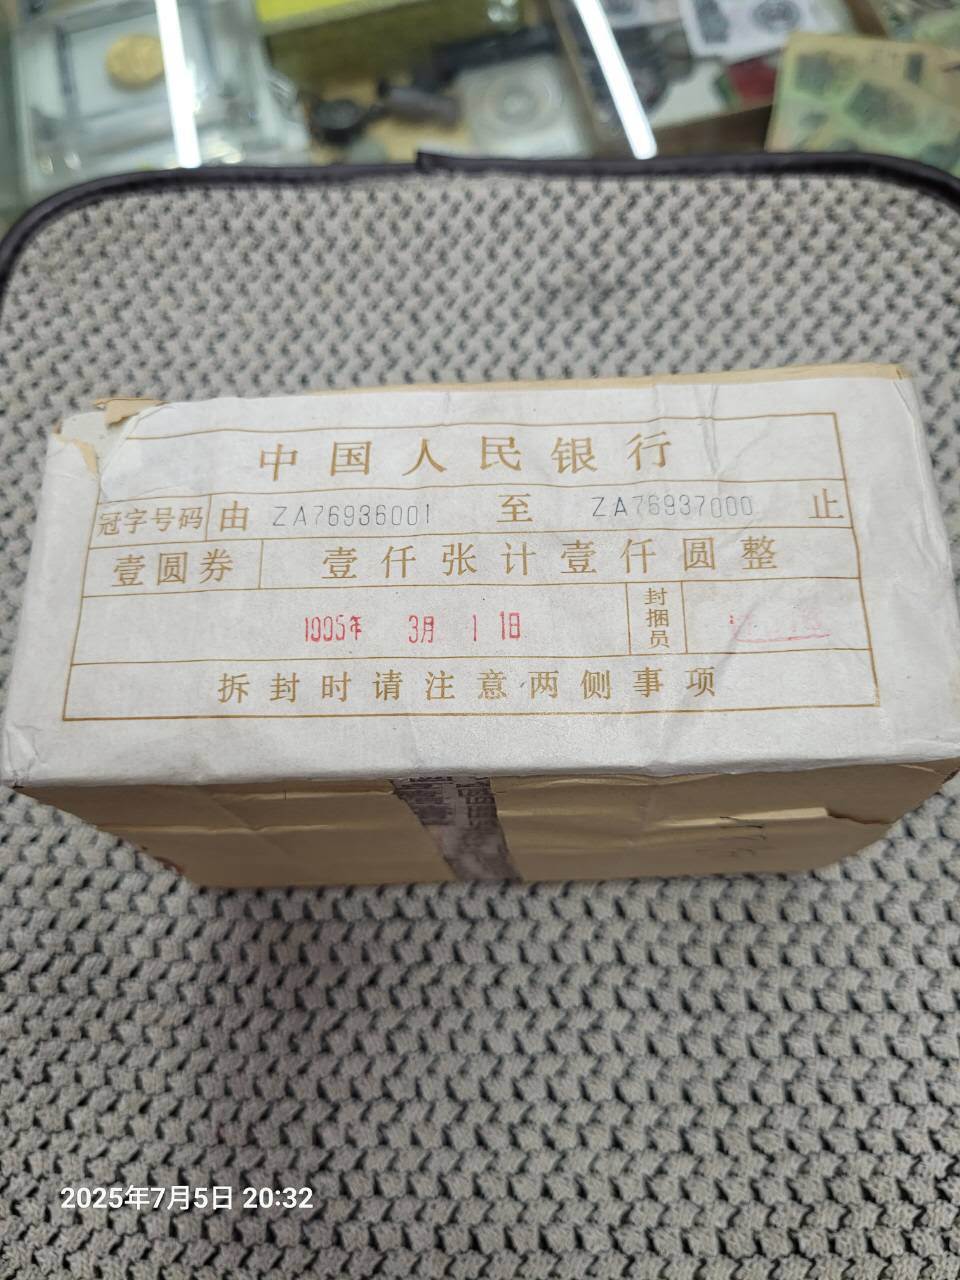 中国人民银行
冠字号码 由 ZA76936001 至 ZA76937000 止
壹圆券 壹仟张计壹仟圆整
1995年 3月 1 1日 封捆员
拆封时请注意两侧事项
2025年7月5日 20:32